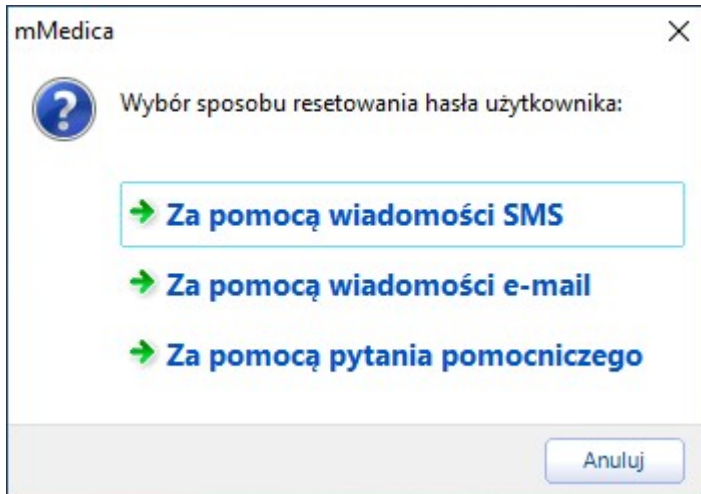 mMedica
Wybór sposobu resetowania hasła użytkownika:
Za pomocą wiadomości SMS
Za pomocą wiadomości e-mail
Za pomocą pytania pomocniczego
Anuluj